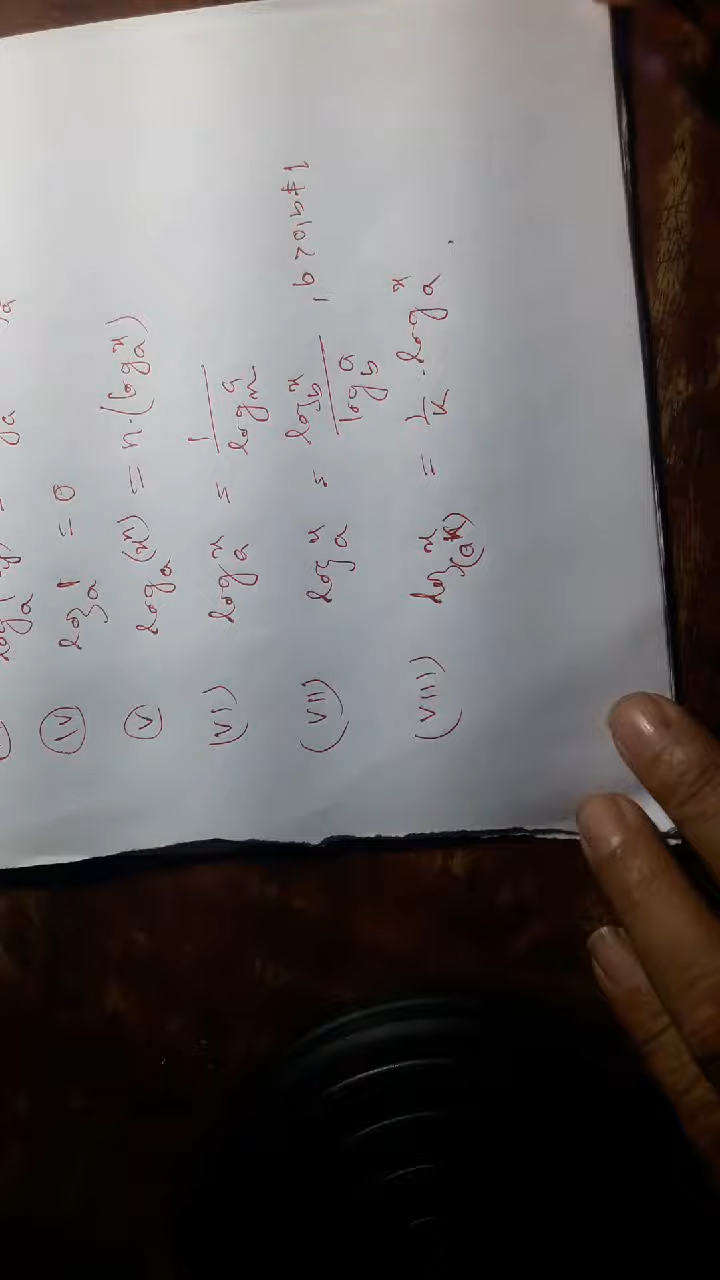 log_a
(IV) log_a 1 = 0
(V) log_a (x^n) = n·(log_a x)
(VI) log_a x = 1/(log_x a)
(VII) log_a x = (log_b x)/(log_b a) , b > 0, b ≠ 1
(VIII) log_(a^k) x = 1/k · log_a x .